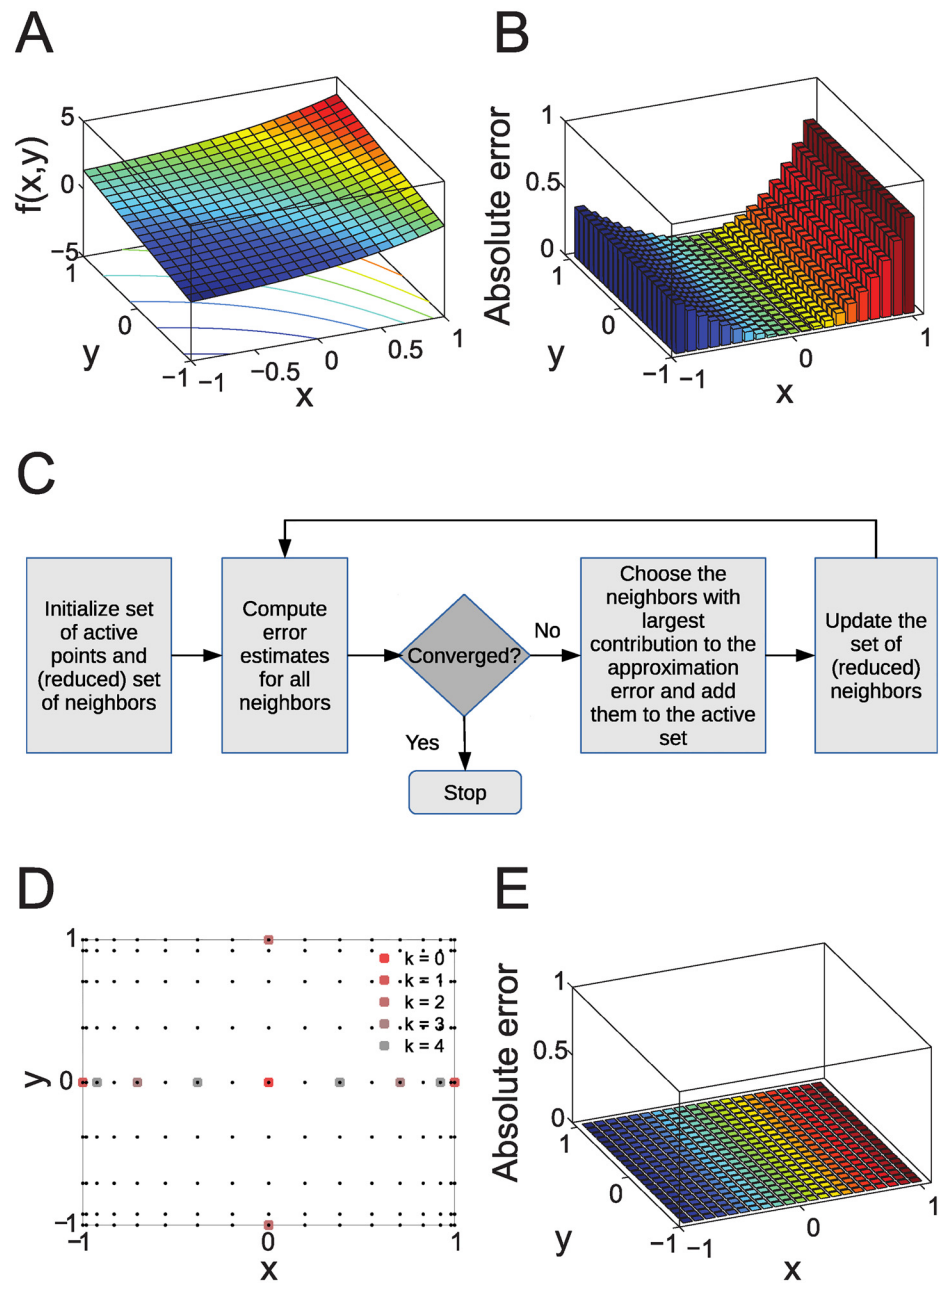 A
B
5
0
−5
f(x,y)
1
0
−1
y
−1
−0.5
0
0.5
1
x
1
0.5
0
Absolute error
1
0
−1
y
−1
0
1
x
C
Initialize set
of active
points and
(reduced) set
of neighbors
Compute
error
estimates
for all
neighbors
Converged?
No
Yes
Stop
Choose the
neighbors with
largest
contribution to the
approximation
error and add
them to the active
set
Update the
set of
(reduced)
neighbors
D
E
1
0
−1
y
−1
0
1
x
k = 0
k = 1
k = 2
k = 3
k = 4
1
0.5
0
Absolute error
1
0
−1
y
−1
0
1
x